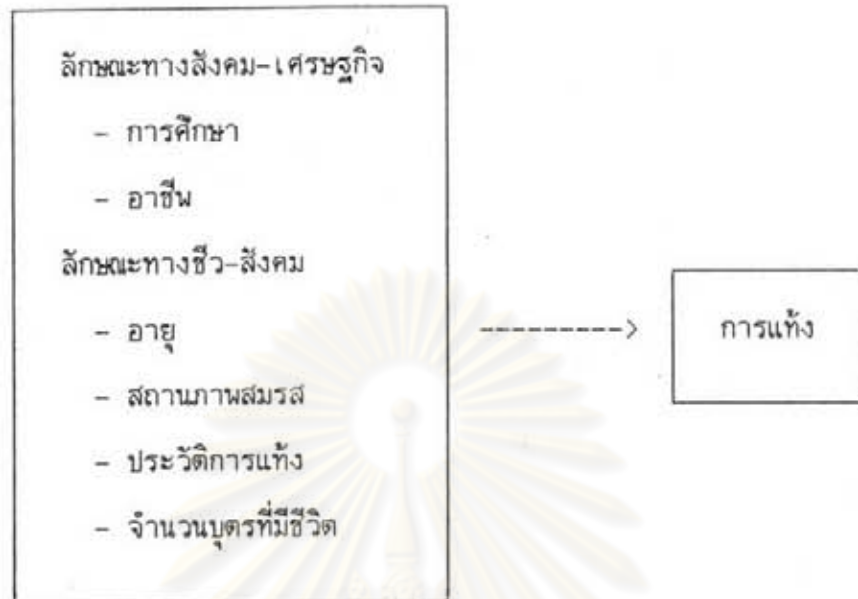 ลักษณะทางสังคม-เศรษฐกิจ
- การศึกษา
- อาชีพ
ลักษณะทางชีว-สังคม
- อายุ
- สถานภาพสมรส
- ประวัติการแท้ง
- จำนวนบุตรที่มีชีวิต
การแท้ง